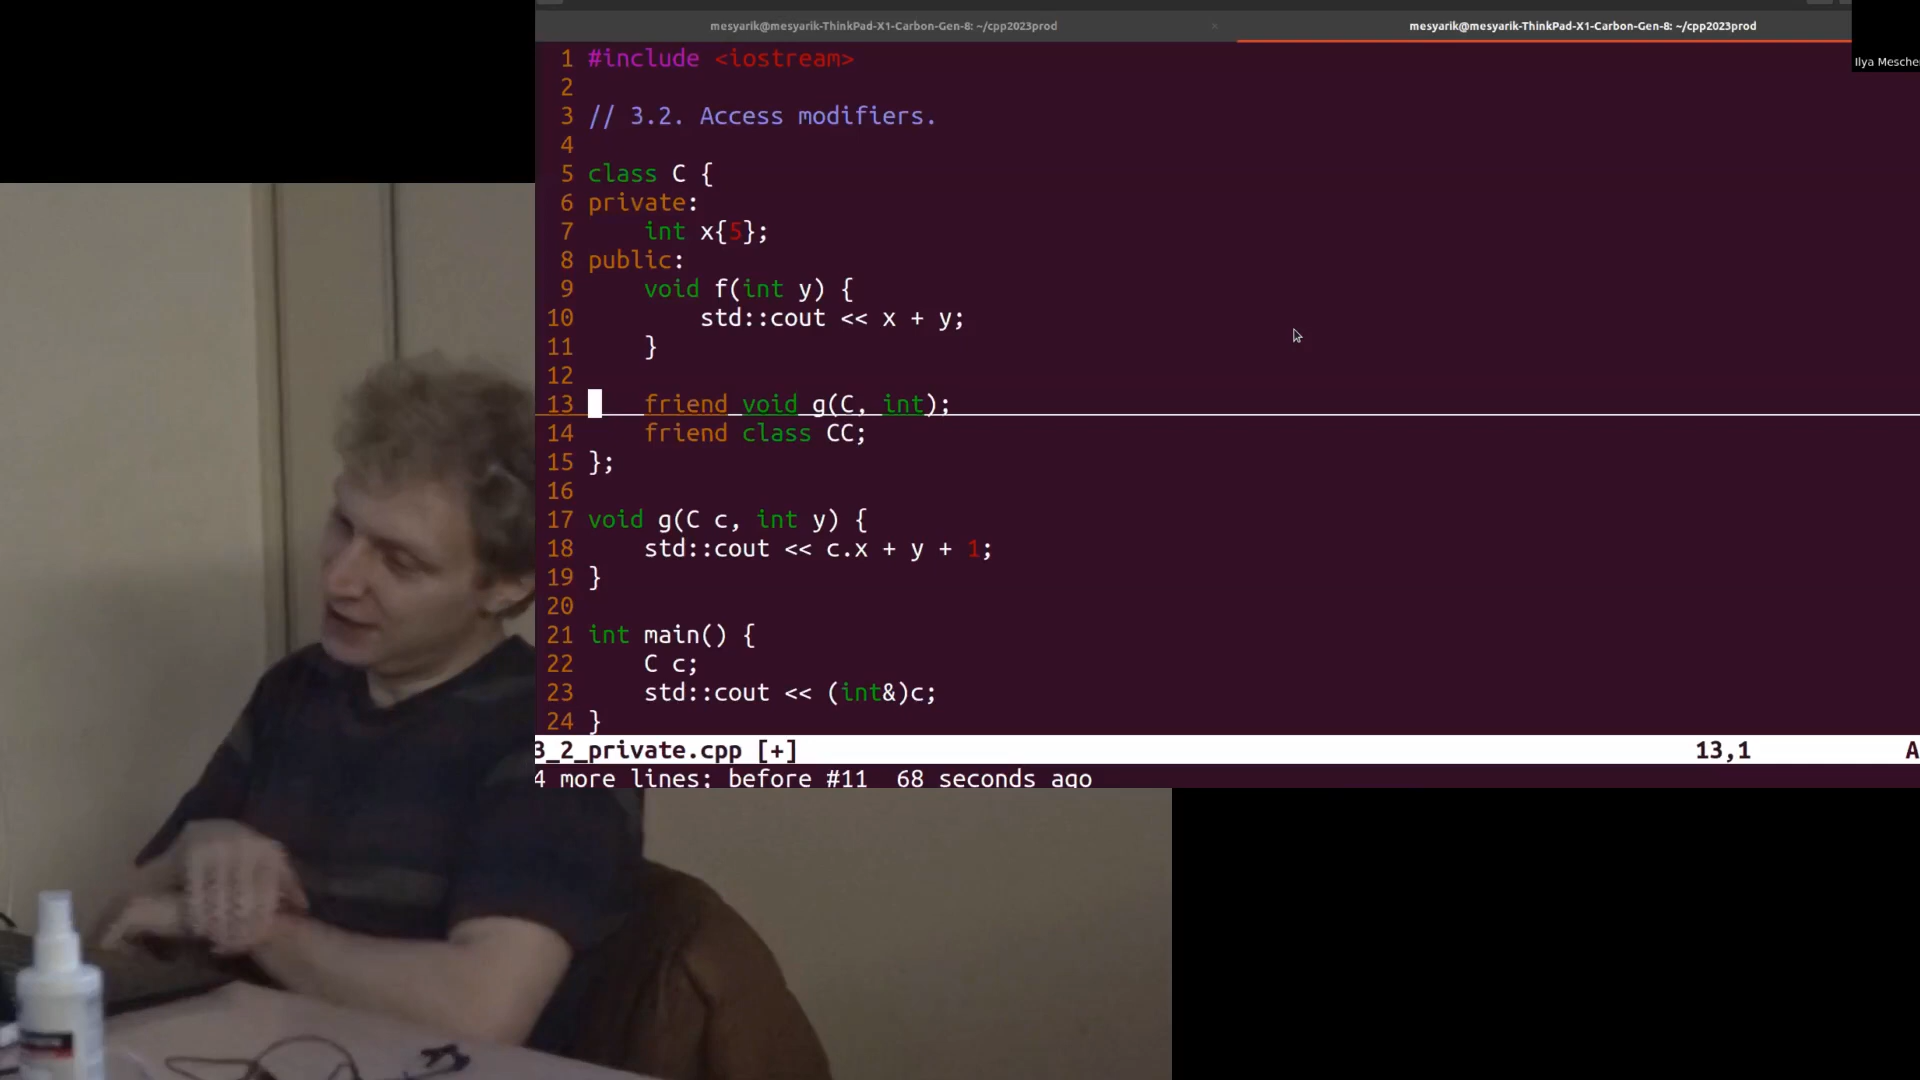 mesyarik@mesyarik-ThinkPad-X1-Carbon-Gen-8: ~/cpp2023prod × mesyarik@mesyarik-ThinkPad-X1-Carbon-Gen-8: ~/cpp2023prod
Ilya Mesche
1 #include <iostream>
2
3 // 3.2. Access modifiers.
4
5 class C {
6 private:
7     int x{5};
8 public:
9     void f(int y) {
10         std::cout << x + y;
11     }
12
13     friend void g(C, int);
14     friend class CC;
15 };
16
17 void g(C c, int y) {
18     std::cout << c.x + y + 1;
19 }
20
21 int main() {
22     C c;
23     std::cout << (int&)c;
24 }
3_2_private.cpp [+] 13,1 A
4 more lines; before #11  68 seconds ago